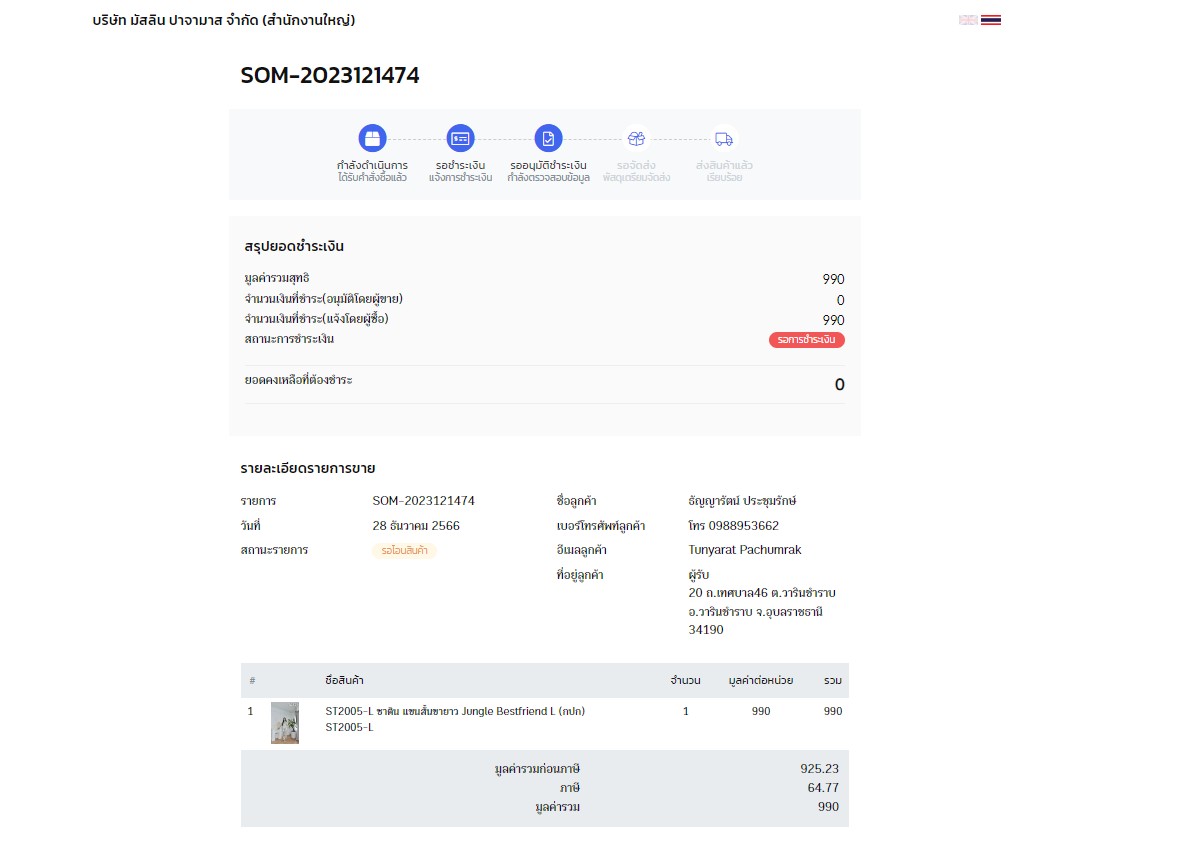 บริษัท มัสลิน ปาจามาส จำกัด (สำนักงานใหญ่)
SOM-2023121474
กำลังดำเนินการ รอชำระเงิน รออนุมัติชำระเงิน รอจัดส่ง ส่งสินค้าแล้ว
ได้รับคำสั่งซื้อแล้ว แจ้งการชำระเงิน กำลังตรวจสอบข้อมูล พัสดุเตรียมจัดส่ง เรียบร้อย
สรุปยอดชำระเงิน
มูลค่ารวมสุทธิ 990
จำนวนเงินที่ชำระ(อนุมัติโดยผู้ขาย) 0
จำนวนเงินที่ชำระ(แจ้งโดยผู้ซื้อ) 990
สถานะการชำระเงิน รอการชำระเงิน
ยอดคงเหลือที่ต้องชำระ 0
รายละเอียดรายการขาย
รายการ SOM-2023121474 ชื่อลูกค้า ธัญญารัตน์ ประชุมรักษ์
วันที่ 28 ธันวาคม 2566 เบอร์โทรศัพท์ลูกค้า โทร 0988953662
สถานะรายการ รอโอนสินค้า อีเมลลูกค้า Tunyarat Pachumrak
ที่อยู่ลูกค้า ผู้รับ
20 ถ.เทศบาล46 ต.วารินชำราบ
อ.วารินชำราบ จ.อุบลราชธานี
34190
# ชื่อสินค้า จำนวน มูลค่าต่อหน่วย รวม
1 ST2005-L ซาติน แขนสั้นขายาว Jungle Bestfriend L (กปก) 1 990 990
ST2005-L
มูลค่ารวมก่อนภาษี 925.23
ภาษี 64.77
มูลค่ารวม 990